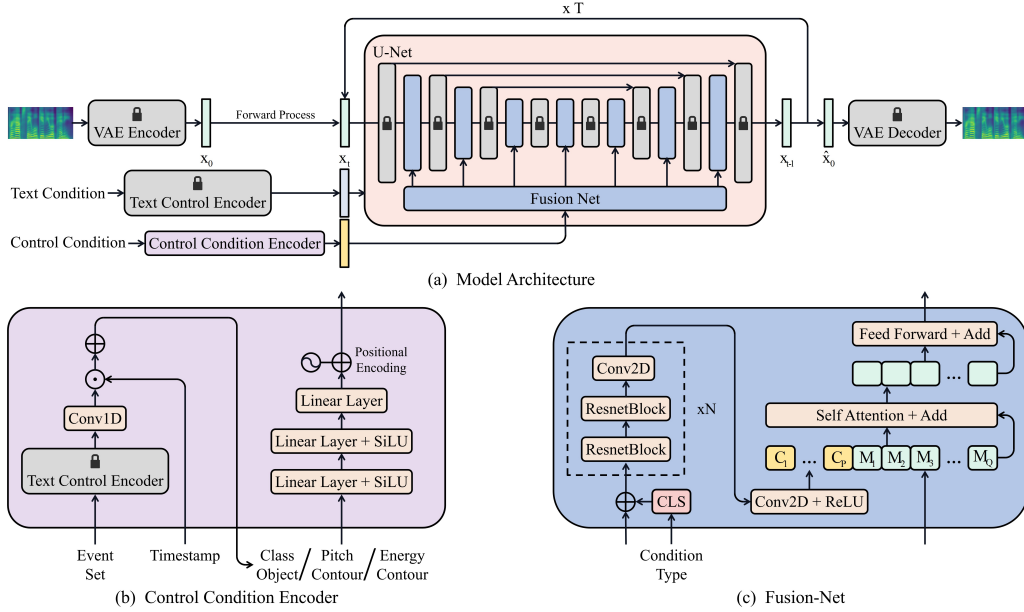 x T
U-Net
VAE Encoder
Forward Process
VAE Decoder
x0
xt
xt-1
x̂0
Text Condition
Text Control Encoder
Fusion Net
Control Condition
Control Condition Encoder
(a) Model Architecture
Positional
Encoding
Conv1D
Text Control Encoder
Linear Layer
Linear Layer + SiLU
Linear Layer + SiLU
Event
Set
Timestamp
Class
Object
/
Pitch
Contour
/
Energy
Contour
(b) Control Condition Encoder
Conv2D
ResnetBlock
ResnetBlock
xN
CLS
Condition
Type
Conv2D + ReLU
Feed Forward + Add
...
Self Attention + Add
C1 ... CP M1 M2 M3 ... MQ
(c) Fusion-Net